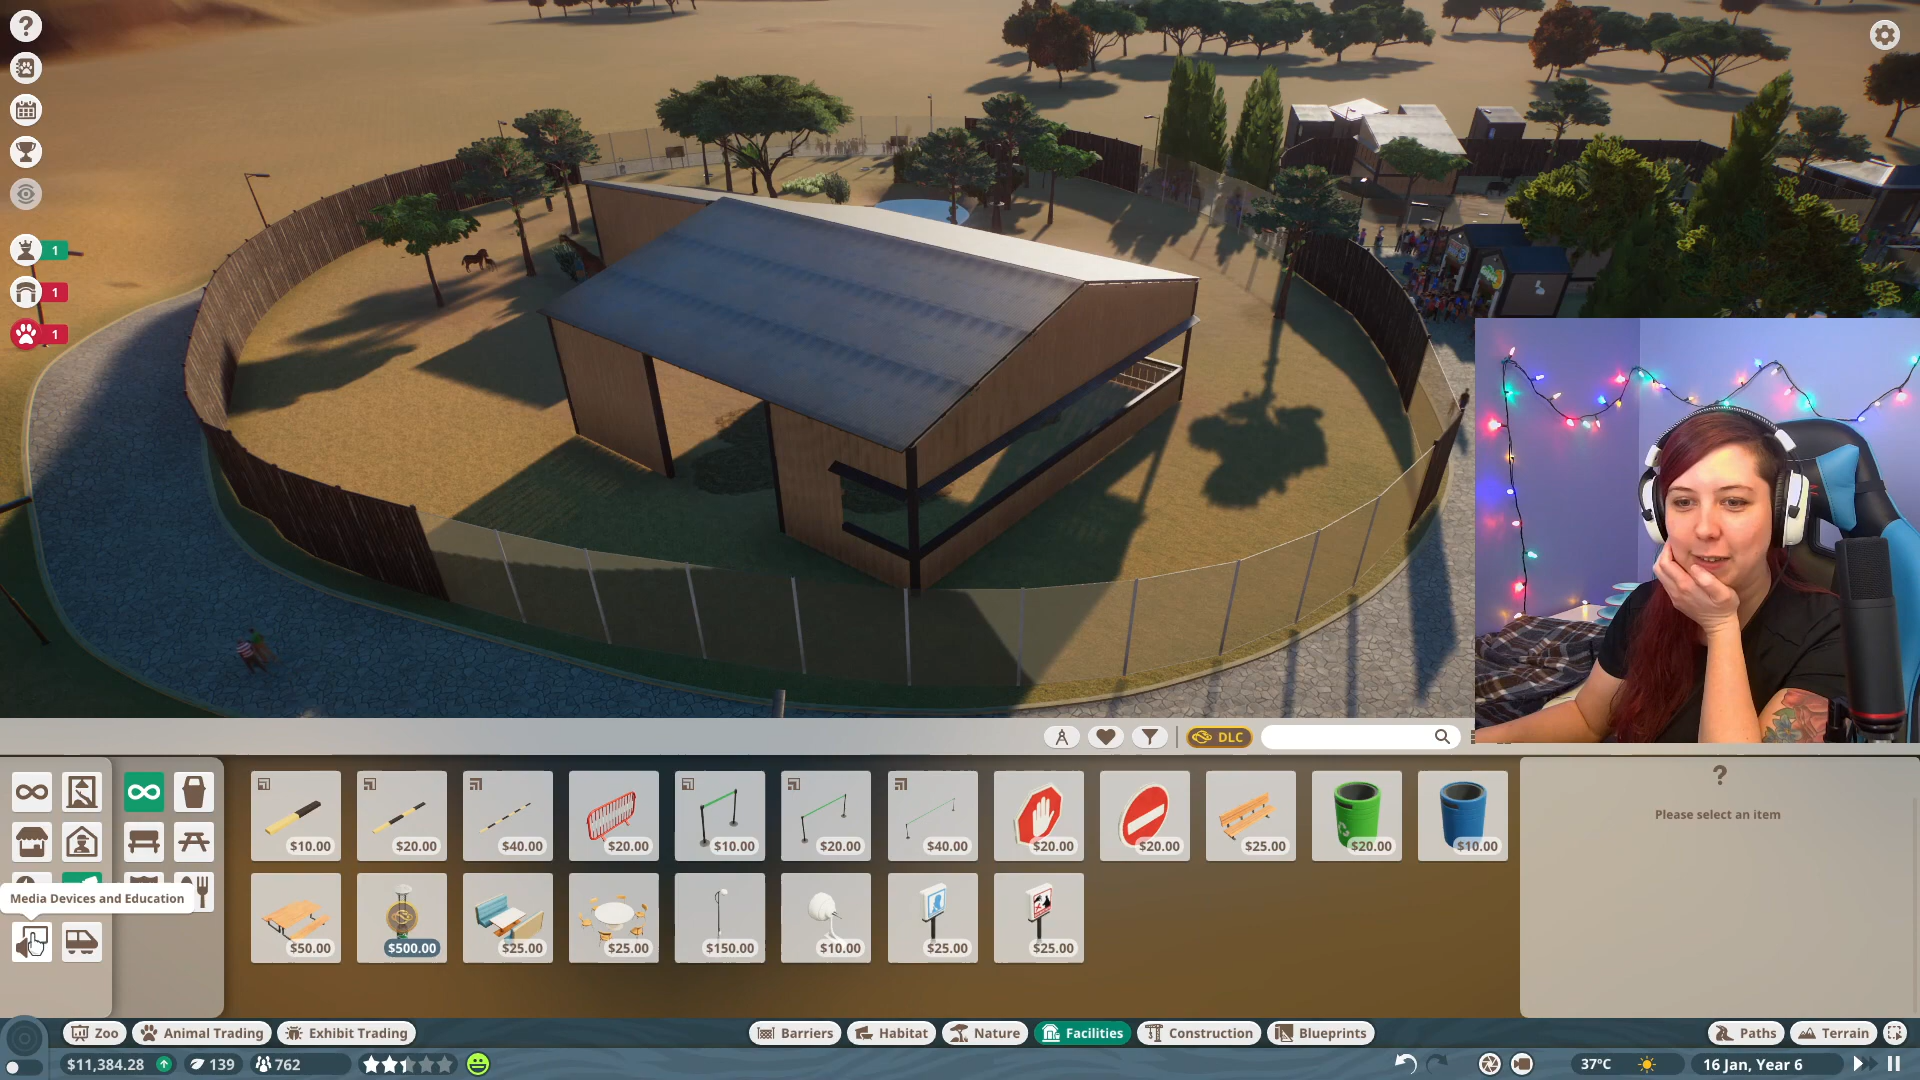 1
1
1
DLC
$10.00
$20.00
$40.00
$20.00
$10.00
$20.00
$40.00
$20.00
$20.00
$25.00
$20.00
$10.00
$50.00
$500.00
$25.00
$25.00
$150.00
$10.00
$25.00
$25.00
Media Devices and Education
?
Please select an item
Zoo
Animal Trading
Exhibit Trading
Barriers
Habitat
Nature
Facilities
Construction
Blueprints
Paths
Terrain
$11,384.28
139
762
37°C
16 Jan, Year 6